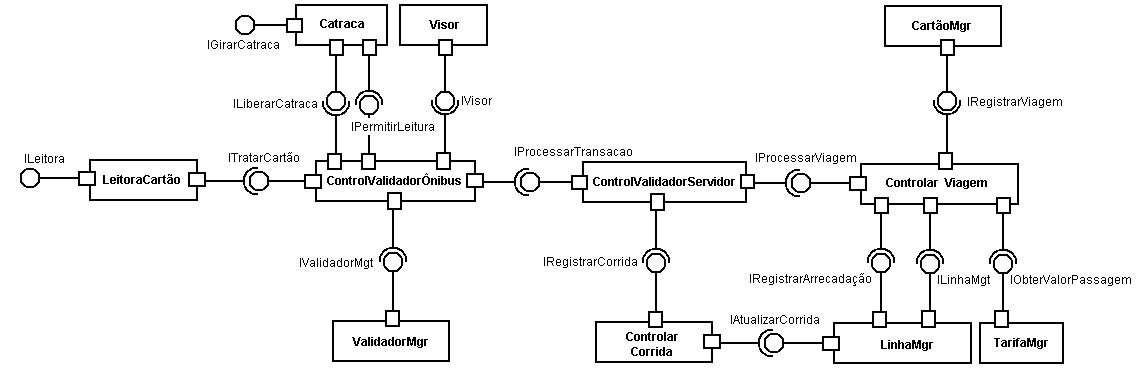 Catraca
Visor
CartãoMgr
IGirarCatraca
ILiberarCatraca
IVisor
IRegistrarViagem
IPermitirLeitura
ILeitora
ITratarCartão
IProcessarTransacao
IProcessarViagem
LeitoraCartão
ControlValidadorÔnibus
ControlValidadorServidor
Controlar Viagem
IValidadorMgt
IRegistrarCorrida
IRegistrarArrecadação
ILinhaMgt
IObterValorPassagem
IAtualizarCorrida
ValidadorMgr
Controlar
Corrida
LinhaMgr
TarifaMgr